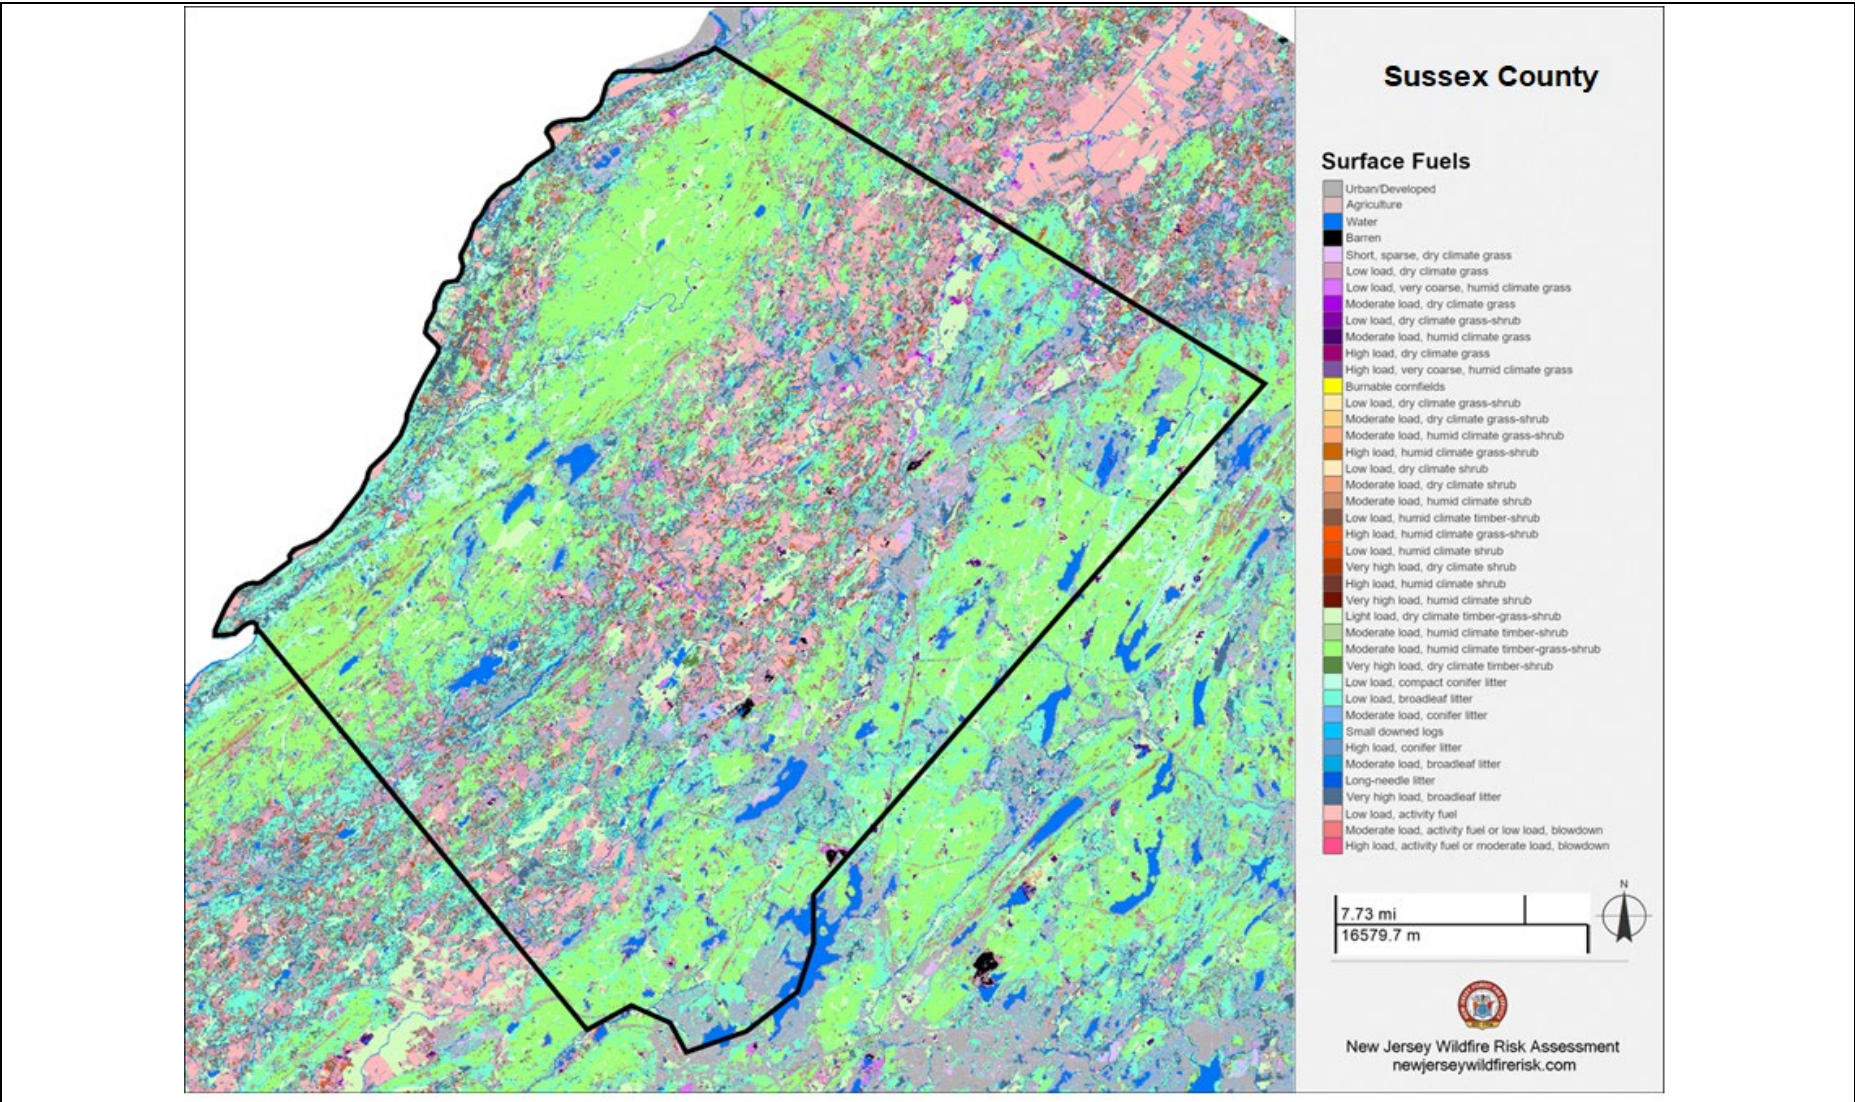 Sussex County
Surface Fuels
Urban/Developed
Agriculture
Water
Barren
Short, sparse, dry climate grass
Low load, dry climate grass
Low load, very coarse, humid climate grass
Moderate load, dry climate grass
Low load, dry climate grass-shrub
Moderate load, humid climate grass
High load, dry climate grass
High load, very coarse, humid climate grass
Burnable cornfields
Low load, dry climate grass-shrub
Moderate load, dry climate grass-shrub
Moderate load, humid climate grass-shrub
High load, humid climate grass-shrub
Low load, dry climate shrub
Moderate load, dry climate shrub
Moderate load, humid climate shrub
Low load, humid climate timber-shrub
High load, humid climate grass-shrub
Low load, humid climate shrub
Very high load, dry climate shrub
High load, humid climate shrub
Very high load, humid climate shrub
Light load, dry climate timber-grass-shrub
Moderate load, humid climate timber-shrub
Moderate load, humid climate timber-grass-shrub
Very high load, dry climate timber-shrub
Low load, compact conifer litter
Low load, broadleaf litter
Moderate load, conifer litter
Small downed logs
High load, conifer litter
Moderate load, broadleaf litter
Long-needle litter
Very high load, broadleaf litter
Low load, activity fuel
Moderate load, activity fuel or low load, blowdown
High load, activity fuel or moderate load, blowdown
N
7.73 mi
16579.7 m
New Jersey Wildfire Risk Assessment
newjerseywildfirerisk.com